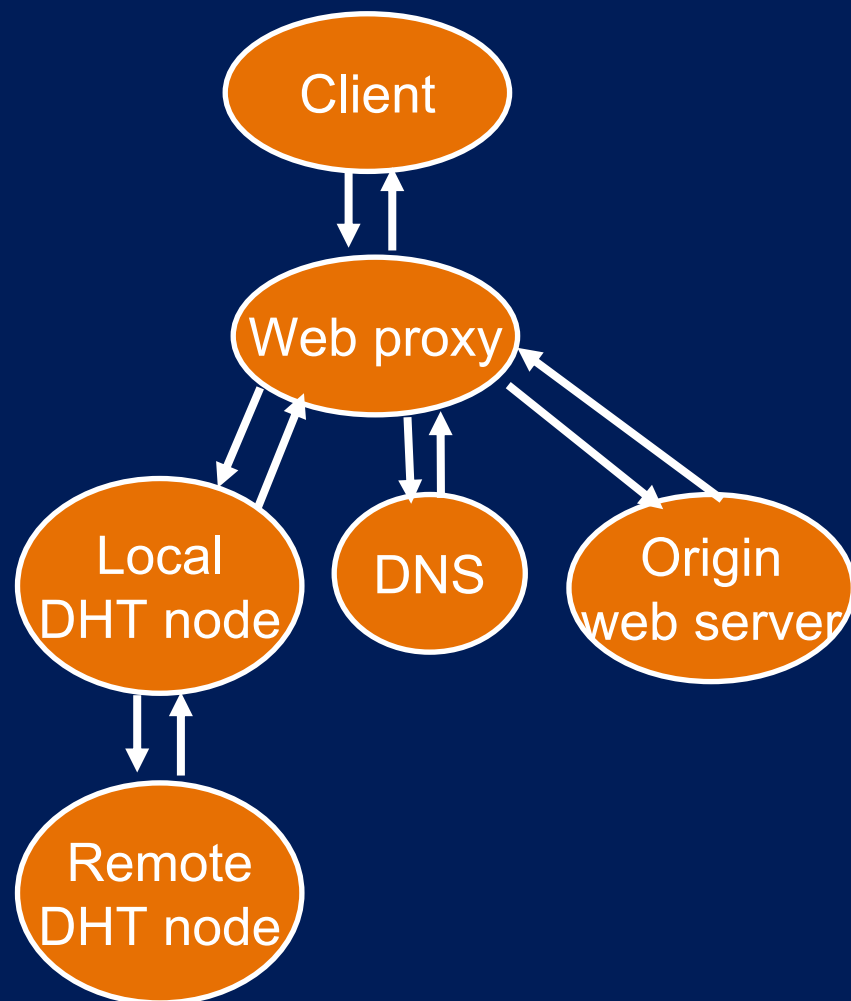 Client
Web proxy
Local
DHT node
DNS
Origin
web server
Remote
DHT node